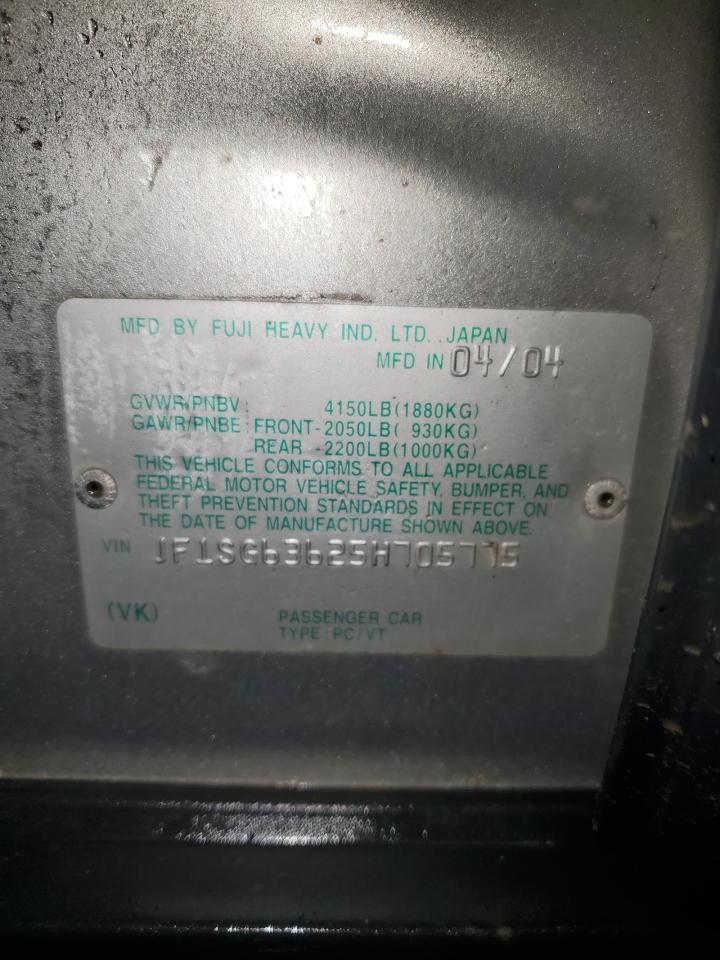 MFD BY FUJI HEAVY IND. LTD. JAPAN
MFD IN 04/04
GVWR/PNBV : 4150LB(1880KG)
GAWR/PNBE : FRONT-2050LB( 930KG)
REAR -2200LB(1000KG)
THIS VEHICLE CONFORMS TO ALL APPLICABLE
FEDERAL MOTOR VEHICLE SAFETY, BUMPER, AND
THEFT PREVENTION STANDARDS IN EFFECT ON
THE DATE OF MANUFACTURE SHOWN ABOVE.
VIN JF1SG63625H705775
(VK) PASSENGER CAR
TYPE : PC/VT